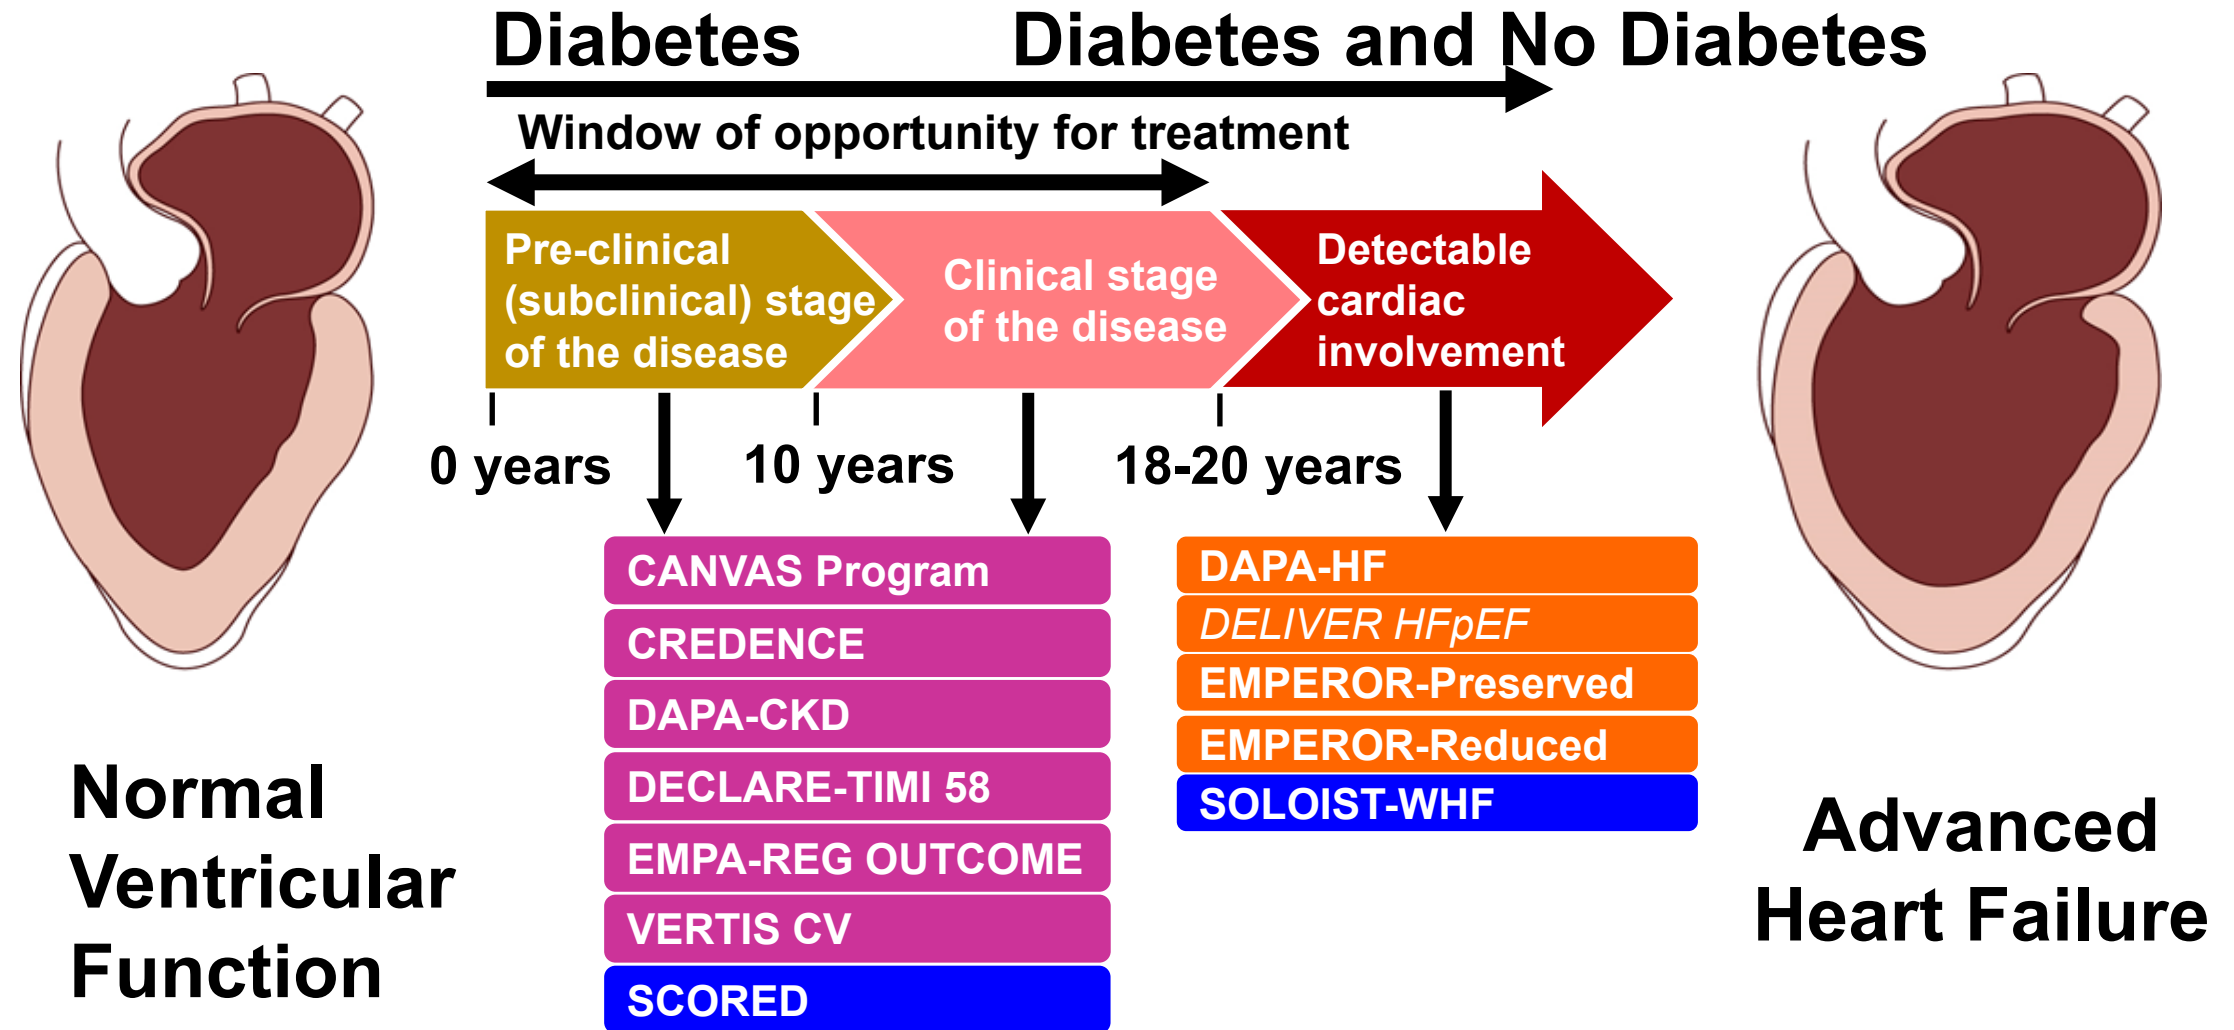 Diabetes
Diabetes and No Diabetes
Window of opportunity for treatment
Pre-clinical
(subclinical) stage
of the disease
Clinical stage
of the disease
Detectable
cardiac
involvement
0 years
10 years
18-20 years
CANVAS Program
CREDENCE
DAPA-CKD
DECLARE-TIMI 58
EMPA-REG OUTCOME
VERTIS CV
SCORED
DAPA-HF
DELIVER HFpEF
EMPEROR-Preserved
EMPEROR-Reduced
SOLOIST-WHF
Normal
Ventricular
Function
Advanced
Heart Failure